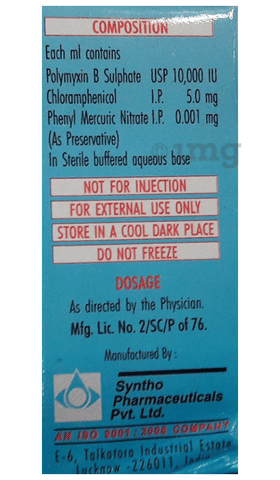 COMPOSITION
Each ml contains
Polymyxin B Sulphate USP 10,000 IU
Chloramphenicol I.P. 5.0 mg
Phenyl Mercuric Nitrate I.P. 0.001 mg
(As Preservative)
In Sterile buffered aqueous base
1mg
NOT FOR INJECTION
FOR EXTERNAL USE ONLY
STORE IN A COOL DARK PLACE
DO NOT FREEZE
DOSAGE
As directed by the Physician.
Mfg. Lic. No. 2/SC/P of 76.
Manufactured By :
Syntho
Pharmaceuticals
Pvt. Ltd.
AN ISO 9001 : 2008 COMPANY
E-6, Talkatora Industrial Estate
Lucknow - 226011, India